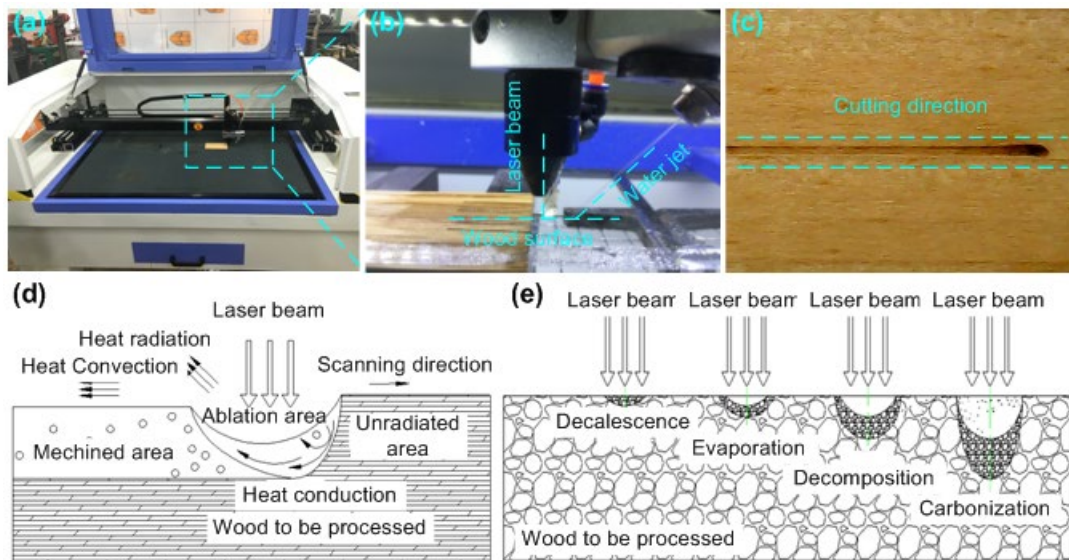 (a)
(b)
Laser beam
Water jet
Wood surface
(c)
Cutting direction
(d)
Laser beam
Heat radiation
Heat Convection
Scanning direction
Ablation area
Unradiated
area
Mechined area
Heat conduction
Wood to be processed
(e)
Laser beam Laser beam Laser beam Laser beam
Decalescence
Evaporation
Decomposition
Carbonization
Wood to be processed